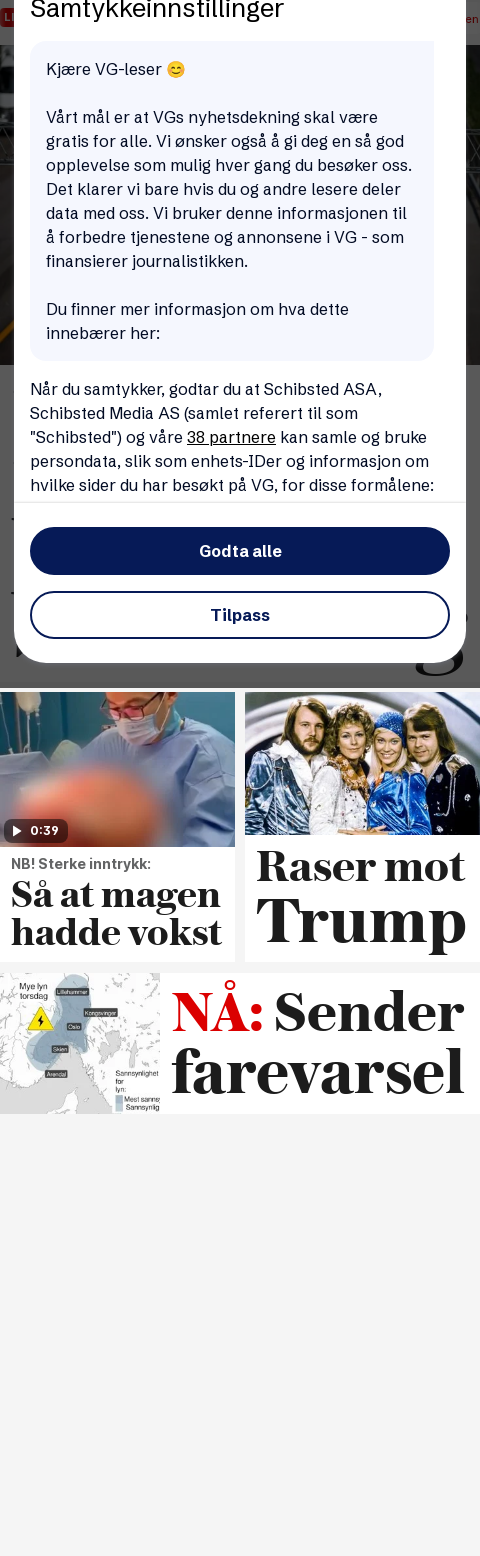 Samtykkeinnstillinger
Kjære VG-leser 😊
Vårt mål er at VGs nyhetsdekning skal være
gratis for alle. Vi ønsker også å gi deg en så god
opplevelse som mulig hver gang du besøker oss.
Det klarer vi bare hvis du og andre lesere deler
data med oss. Vi bruker denne informasjonen til
å forbedre tjenestene og annonsene i VG - som
finansierer journalistikken.
Du finner mer informasjon om hva dette
innebærer her:
Når du samtykker, godtar du at Schibsted ASA,
Schibsted Media AS (samlet referert til som
"Schibsted") og våre 38 partnere kan samle og bruke
persondata, slik som enhets-IDer og informasjon om
hvilke sider du har besøkt på VG, for disse formålene:
Godta alle
Tilpass
0:39
NB! Sterke inntrykk:
Så at magen
hadde vokst
Raser mot
Trump
Mye lyn
torsdag
Lillehammer
Kongsvinger
Oslo
Skien
Arendal
Sannsynlighet
for
lyn:
Mest sanns
Sannsynlig
NÅ: Sender
farevarsel